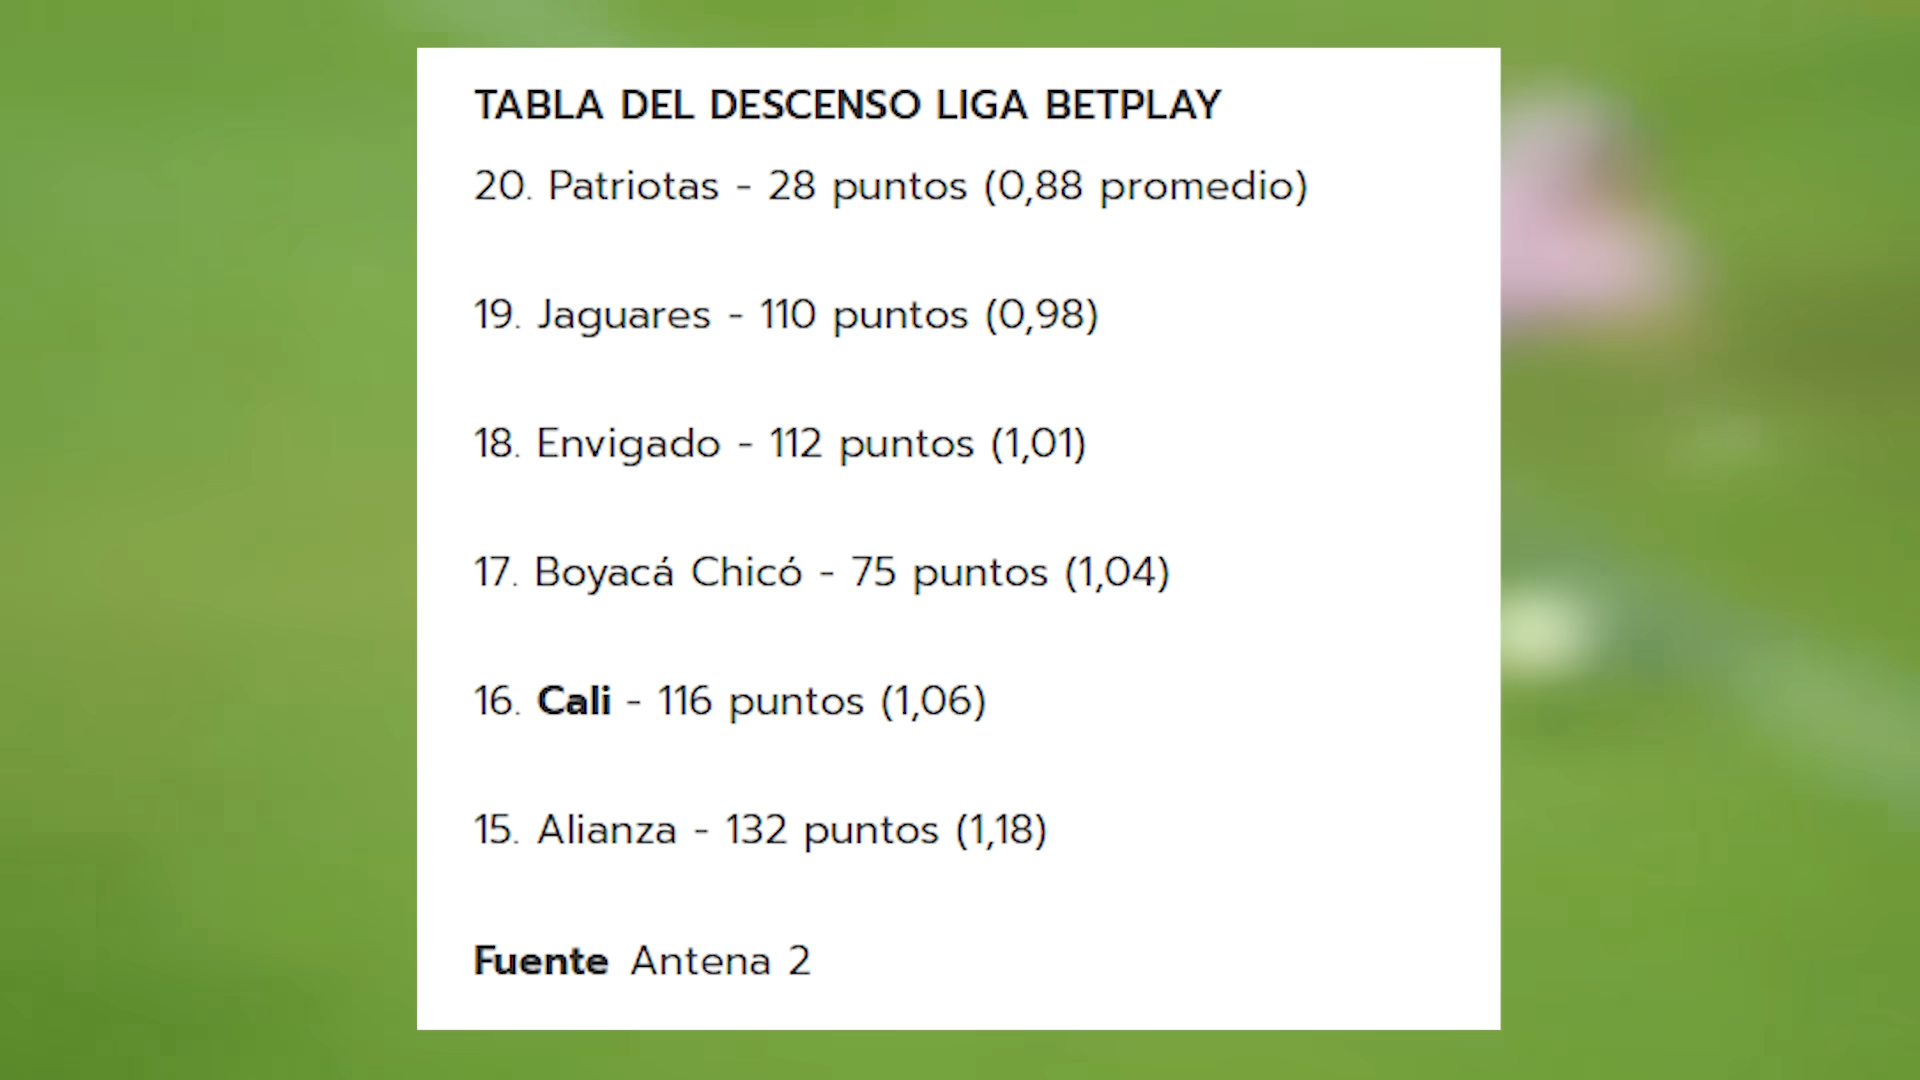 TABLA DEL DESCENSO LIGA BETPLAY
20. Patriotas - 28 puntos (0,88 promedio)
19. Jaguares - 110 puntos (0,98)
18. Envigado - 112 puntos (1,01)
17. Boyacá Chicó - 75 puntos (1,04)
16. Cali - 116 puntos (1,06)
15. Alianza - 132 puntos (1,18)
Fuente Antena 2